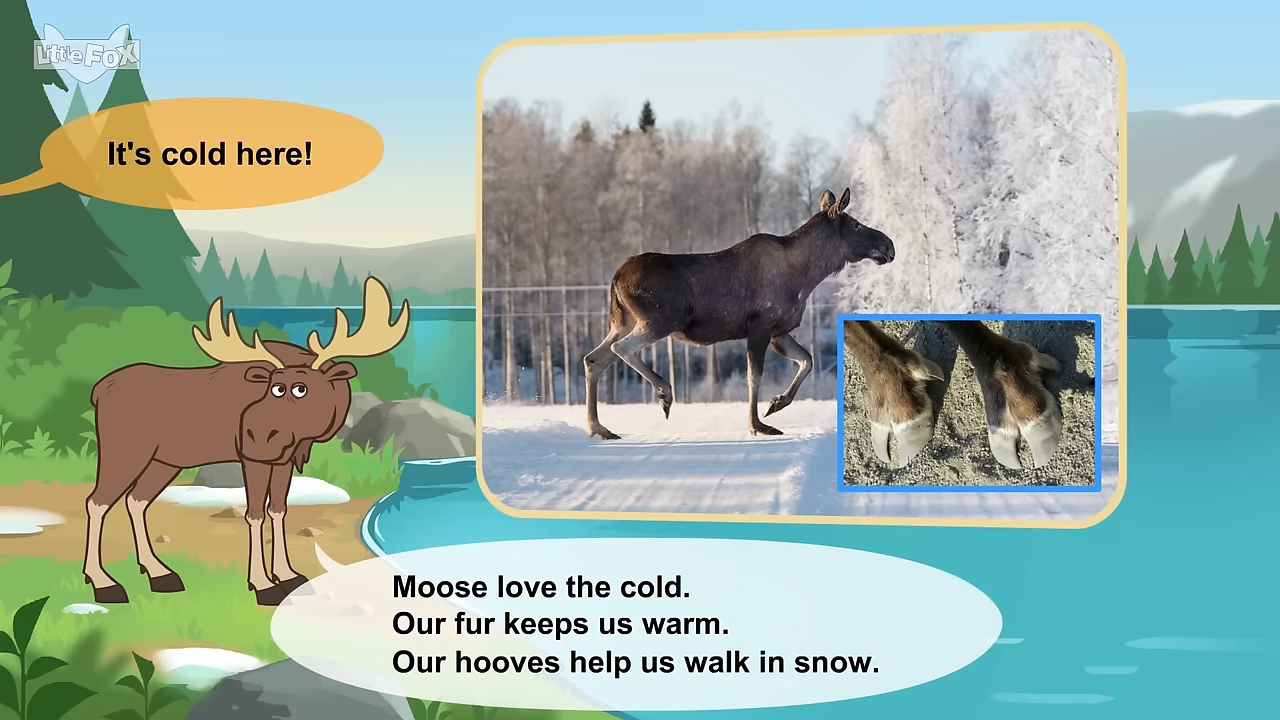 Little Fox
It's cold here!
Moose love the cold.
Our fur keeps us warm.
Our hooves help us walk in snow.